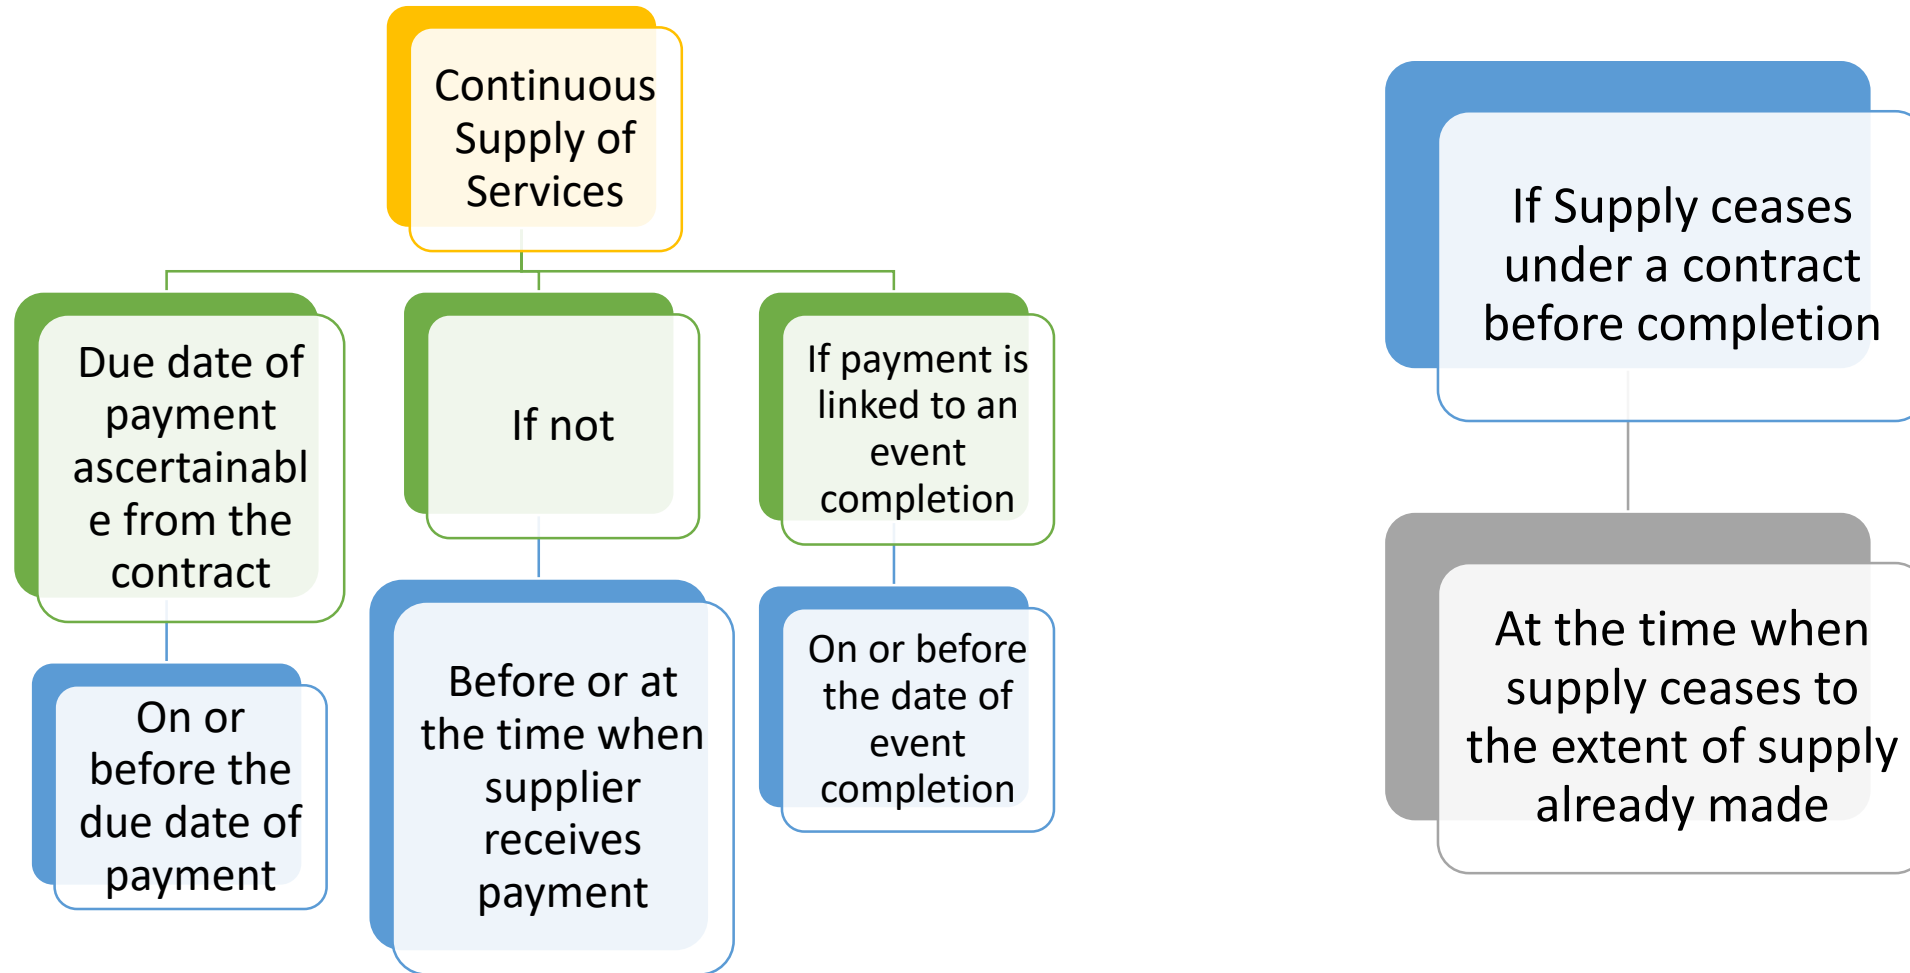 Continuous
Supply of
Services
Due date of
payment
ascertainabl
e from the
contract
On or
before the
due date of
payment
If not
Before or at
the time when
supplier
receives
payment
If payment is
linked to an
event
completion
On or before
the date of
event
completion
If Supply ceases
under a contract
before completion
At the time when
supply ceases to
the extent of supply
already made